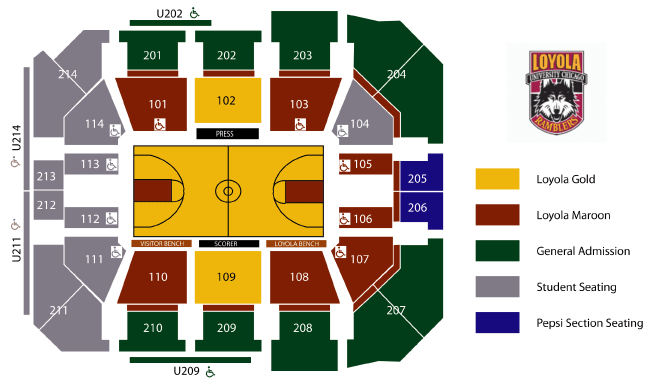 U202
201
202
203
204
214
101
102
103
104
114
PRESS
U214
113
105
213
205
212
206
112
106
U211
VISITOR BENCH
SCORER
LOYOLA BENCH
111
107
110
109
108
211
207
210
209
208
U209
LOYOLA
UNIVERSITY CHICAGO
RAMBLERS
Loyola Gold
Loyola Maroon
General Admission
Student Seating
Pepsi Section Seating